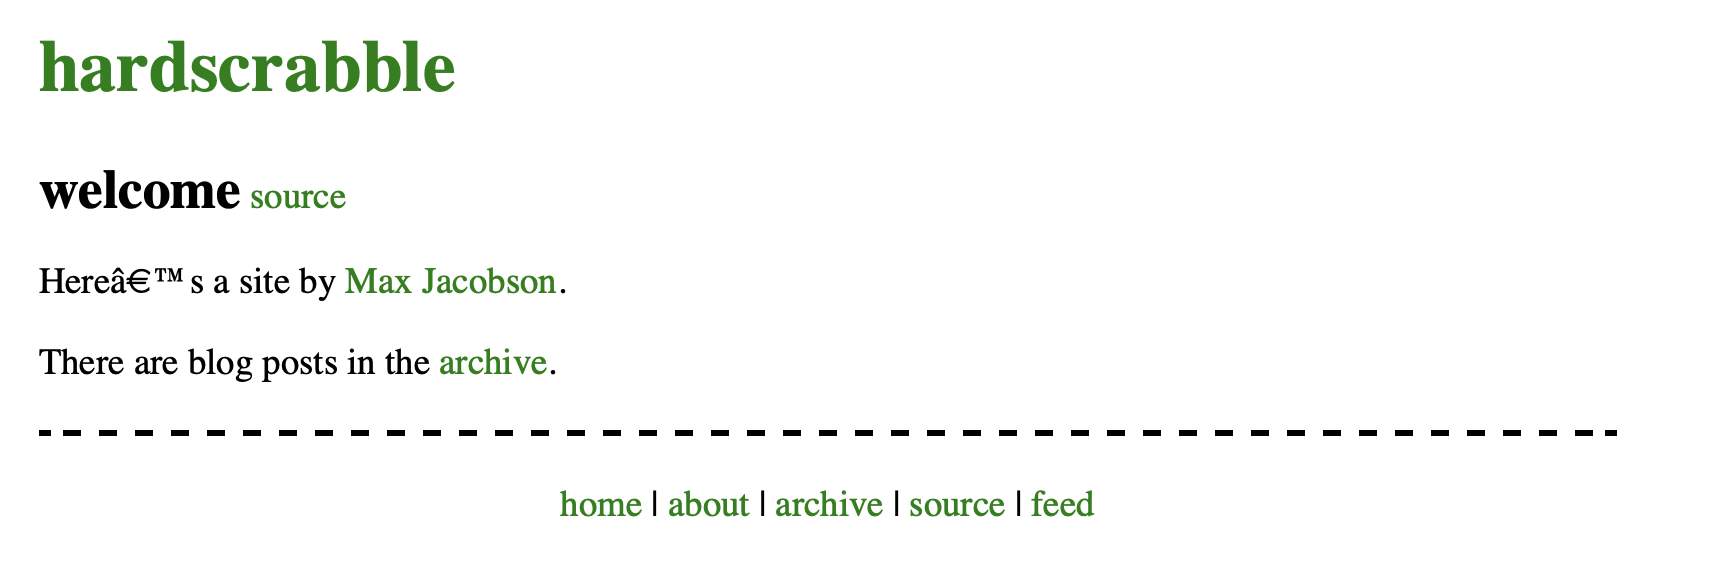 hardscrabble
welcome source
Hereâ€™s a site by Max Jacobson.
There are blog posts in the archive.
home | about | archive | source | feed